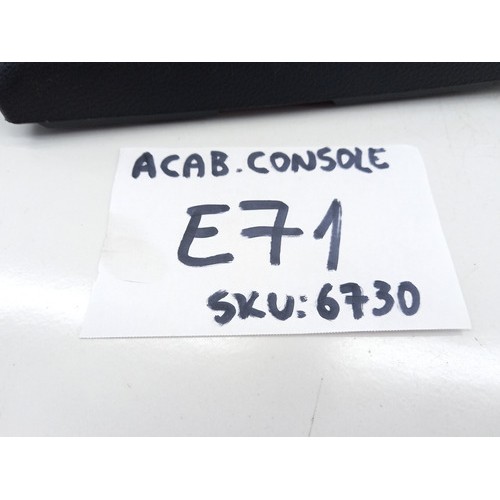 ACAB. CONSOLE
E71
SKU: 6730